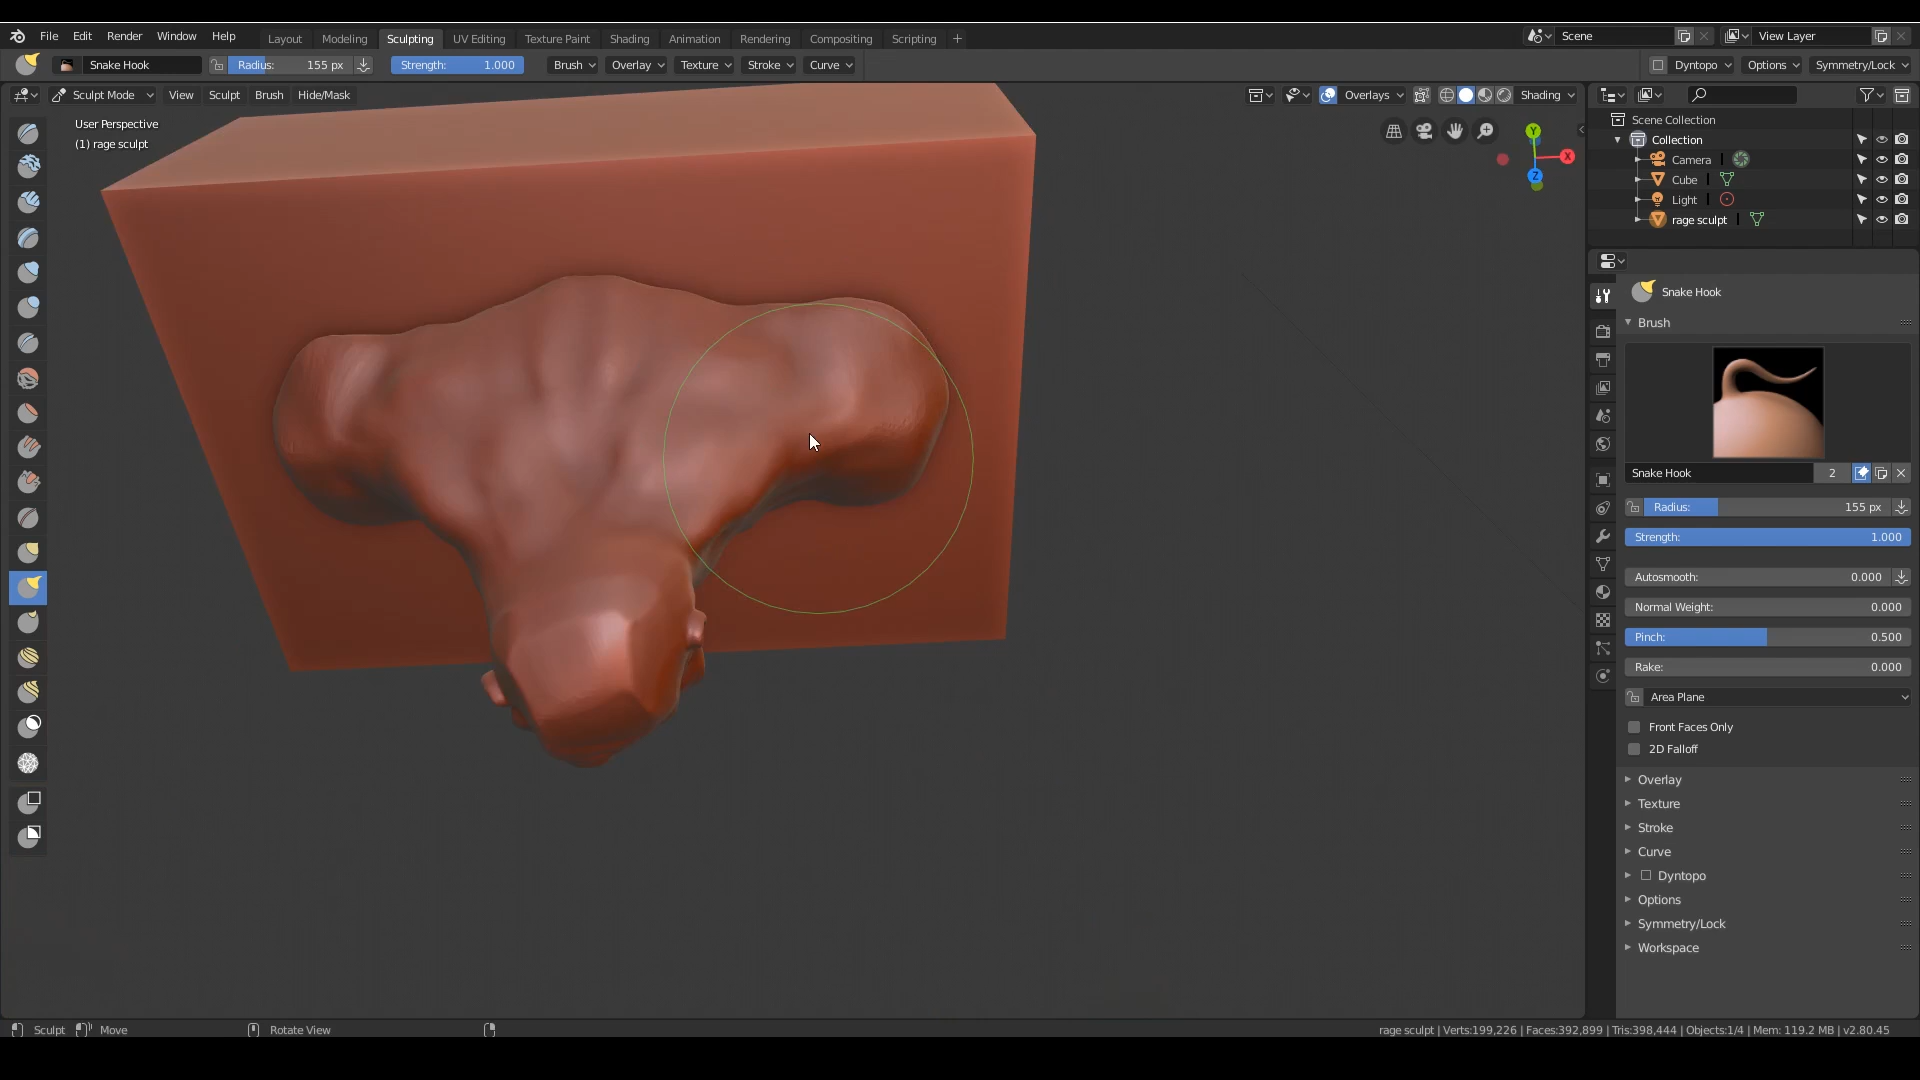 File Edit Render Window Help Layout Modeling Sculpting UV Editing Texture Paint Shading Animation Rendering Compositing Scripting + Scene View Layer
Snake Hook Radius: 155 px Strength: 1.000 Brush Overlay Texture Stroke Curve Dyntopo Options Symmetry/Lock
Sculpt Mode View Sculpt Brush Hide/Mask Overlays Shading
User Perspective
(1) rage sculpt
Y
X
Z
Scene Collection
Collection
Camera
Cube
Light
rage sculpt
Snake Hook
Brush
Snake Hook 2
Radius: 155 px
Strength: 1.000
Autosmooth: 0.000
Normal Weight: 0.000
Pinch: 0.500
Rake: 0.000
Area Plane
Front Faces Only
2D Falloff
Overlay
Texture
Stroke
Curve
Dyntopo
Options
Symmetry/Lock
Workspace
Sculpt Move Rotate View rage sculpt | Verts:199,226 | Faces:392,899 | Tris:398,444 | Objects:1/4 | Mem: 119.2 MB | v2.80.45